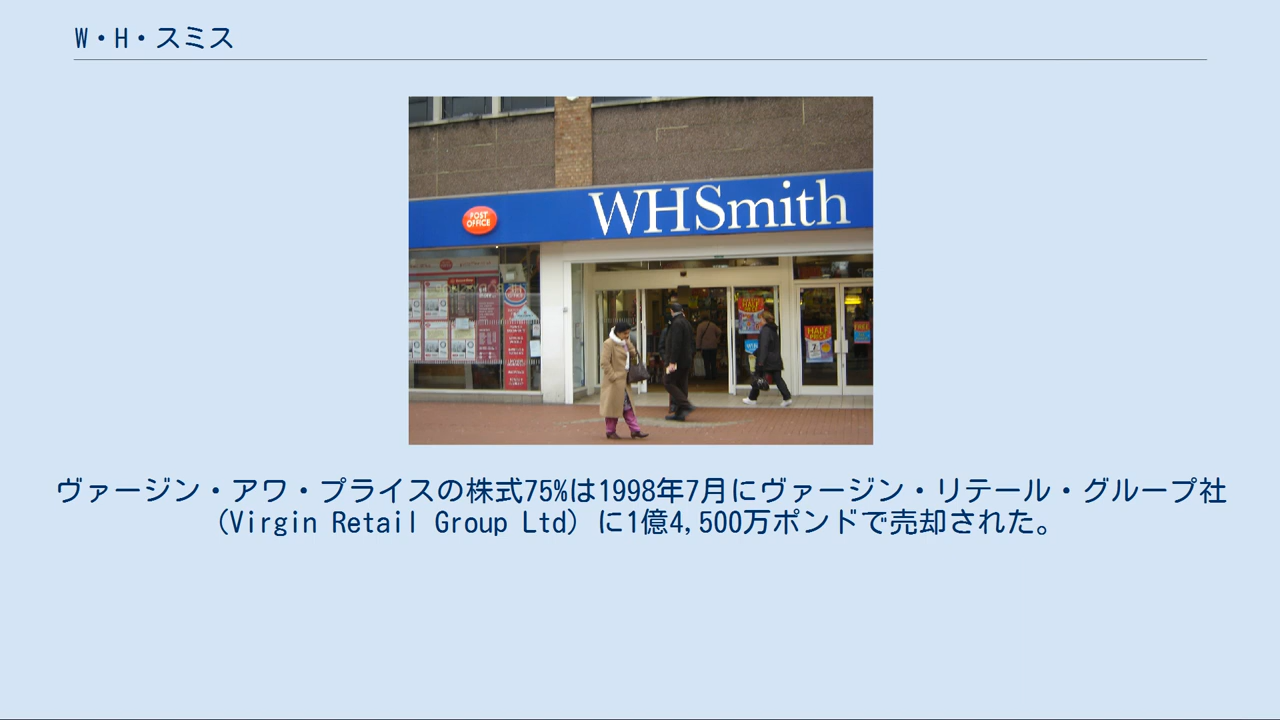 W・H・スミス
POST
OFFICE
WHSmith
HALF
HALF
FREE
ヴァージン・アワ・プライスの株式75%は1998年7月にヴァージン・リテール・グループ社
(Virgin Retail Group Ltd) に1億4,500万ポンドで売却された。